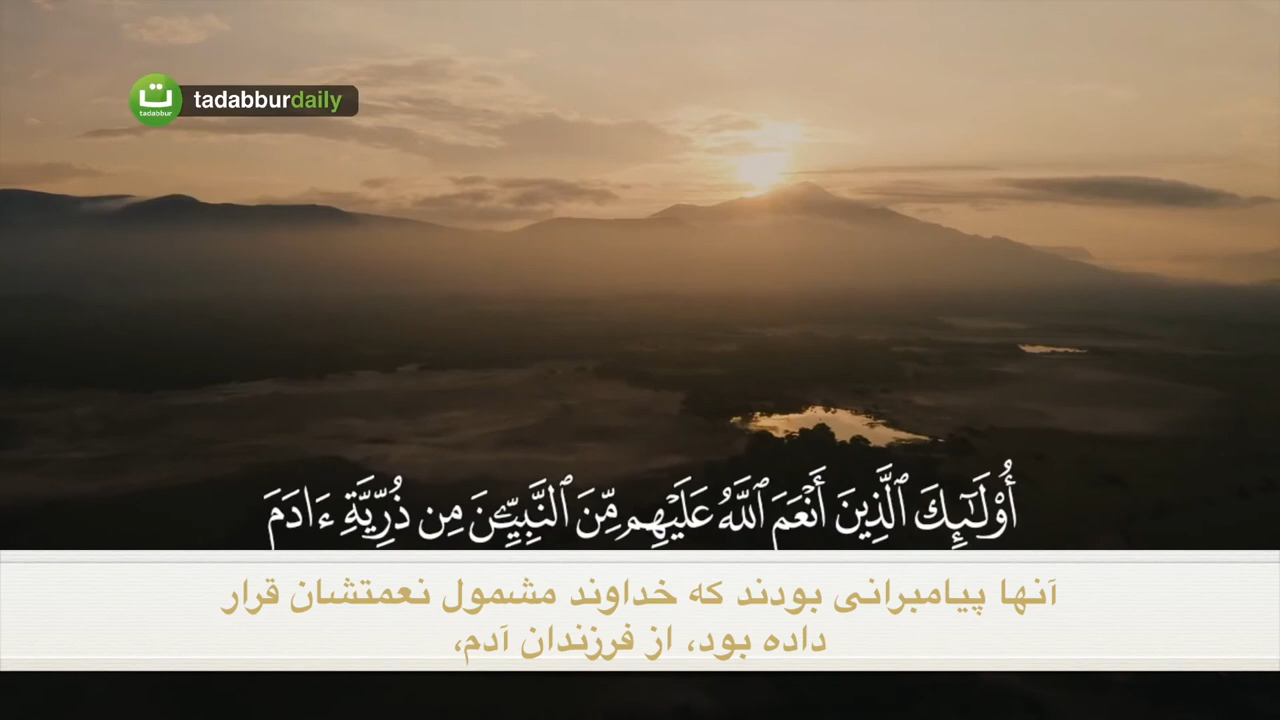 ت
tadabbur
tadabburdaily
أُو۟لَـٰٓئِكَ ٱلَّذِينَ أَنْعَمَ ٱللَّهُ عَلَيْهِم مِّنَ ٱلنَّبِيِّـۧنَ مِن ذُرِّيَّةِ ءَادَمَ
آنها پیامبرانی بودند که خداوند مشمول نعمتشان قرار
داده بود، از فرزندان آدم،